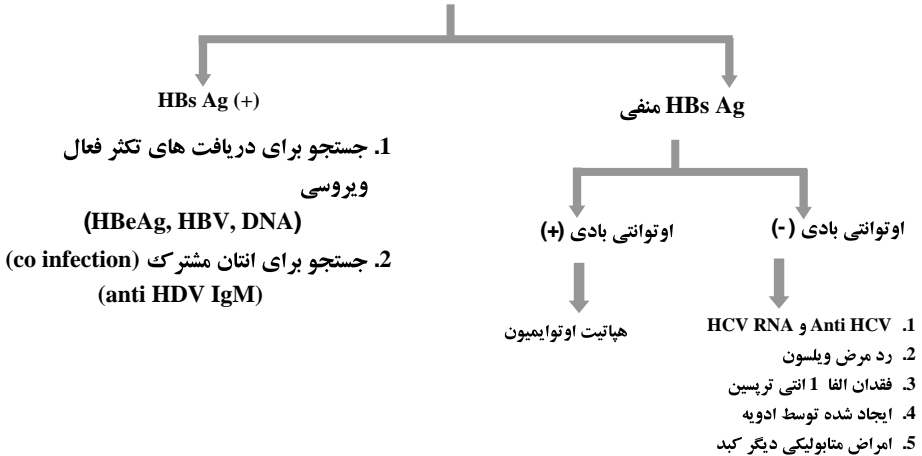 HBs Ag (+)
1. جستجو برای دریافت های تکثر فعال
ویروسی
(HBeAg, HBV, DNA)
2. جستجو برای انتان مشترک (co infection)
(anti HDV IgM)
HBs Ag منفی
اوتوانتی بادی (-)
اوتوانتی بادی (+)
هپاتیت اوتوایمیون
1. Anti HCV و HCV RNA
2. رد مرض ویلسون
3. فقدان الفا 1 انتی ترپسین
4. ایجاد شده توسط ادویه
5. امراض متابولیکی دیگر کبد